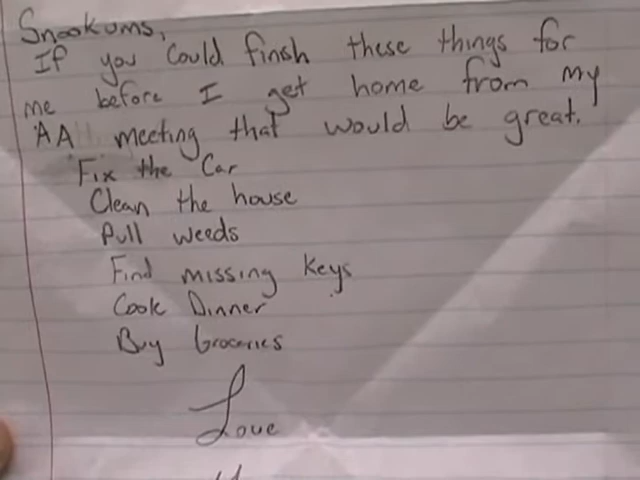 Snookums,
If you could finsh these things for
me before I get home from my
AA meeting that would be great.
Fix the Car
Clean the house
Pull weeds
Find missing keys
Cook Dinner
Buy Groceries
Love